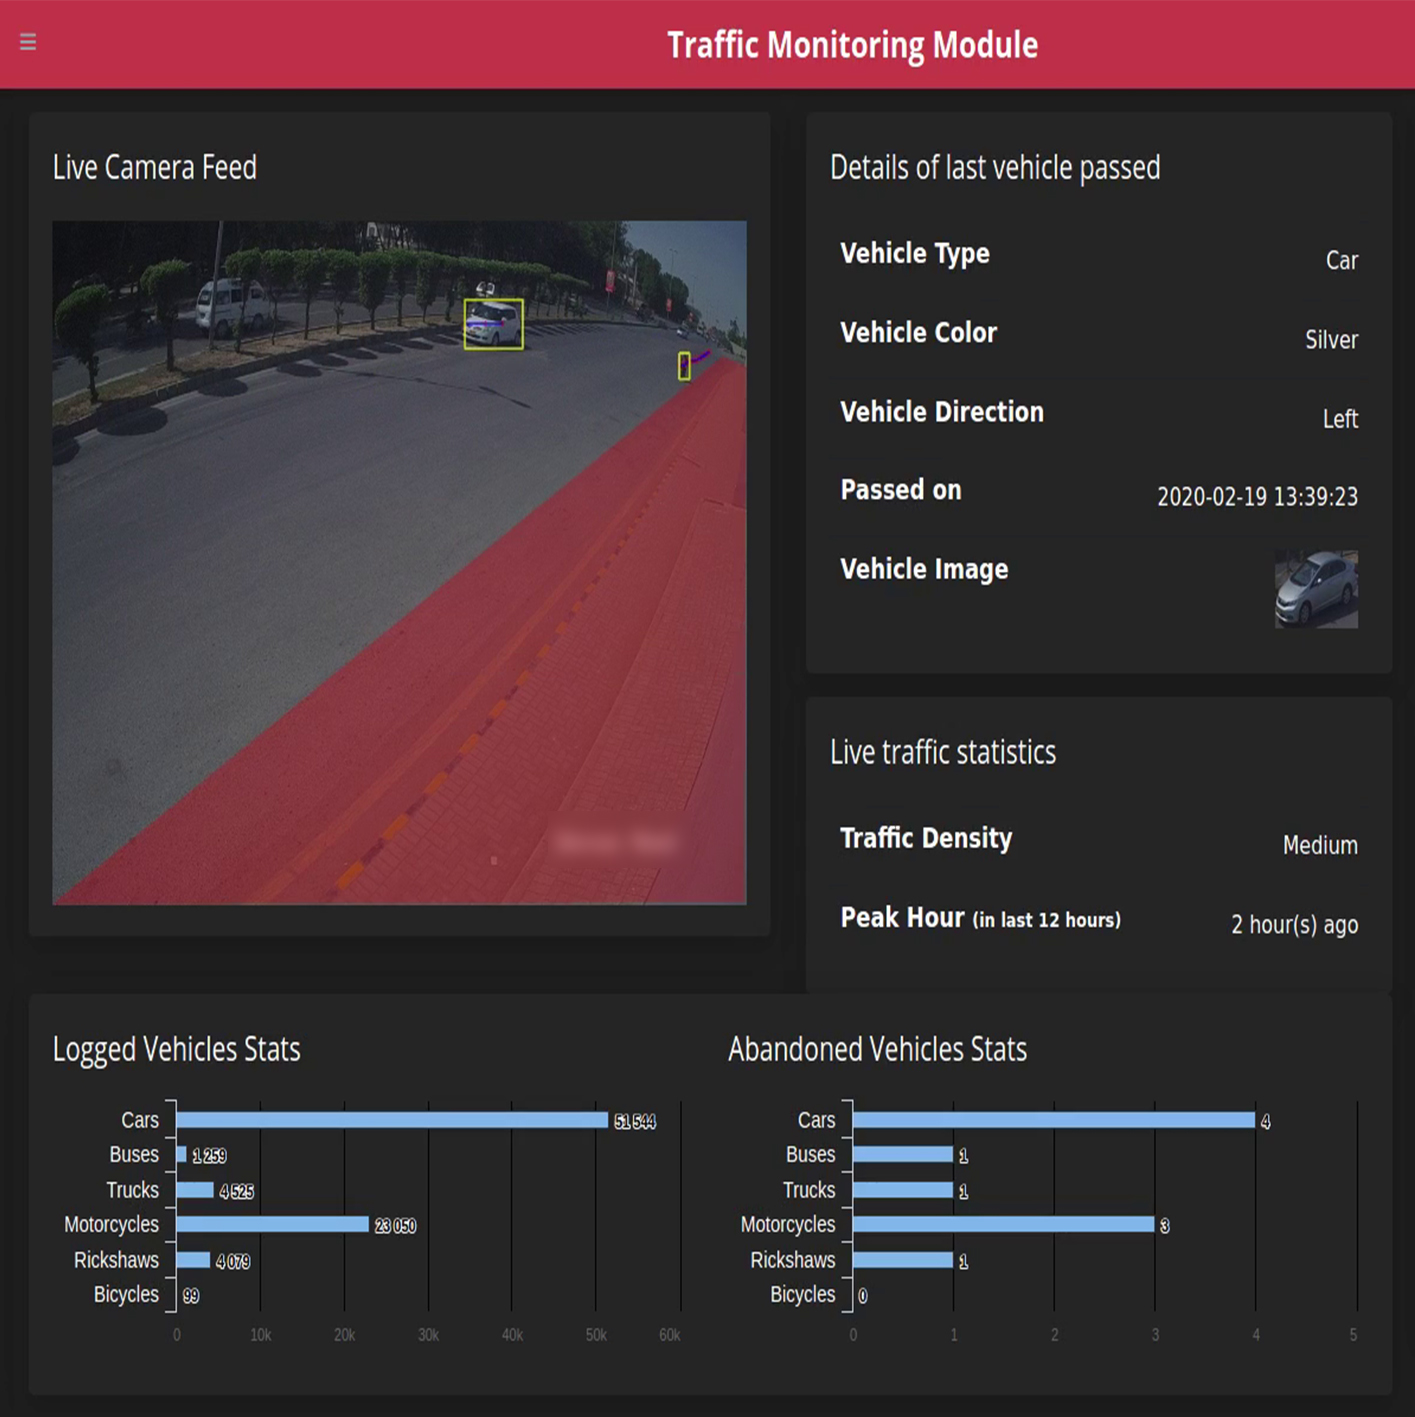 Traffic Monitoring Module
Live Camera Feed
Details of last vehicle passed
Vehicle Type
Car
Vehicle Color
Silver
Vehicle Direction
Left
Passed on
2020-02-19 13:39:23
Vehicle Image
Live traffic statistics
Traffic Density
Medium
Peak Hour (in last 12 hours)
2 hour(s) ago
Logged Vehicles Stats
Cars
51 544
Buses
1 259
Trucks
4 525
Motorcycles
23 050
Rickshaws
4 079
Bicycles
99
0 10k 20k 30k 40k 50k 60k
Abandoned Vehicles Stats
Cars
4
Buses
1
Trucks
1
Motorcycles
3
Rickshaws
1
Bicycles
0
0 1 2 3 4 5